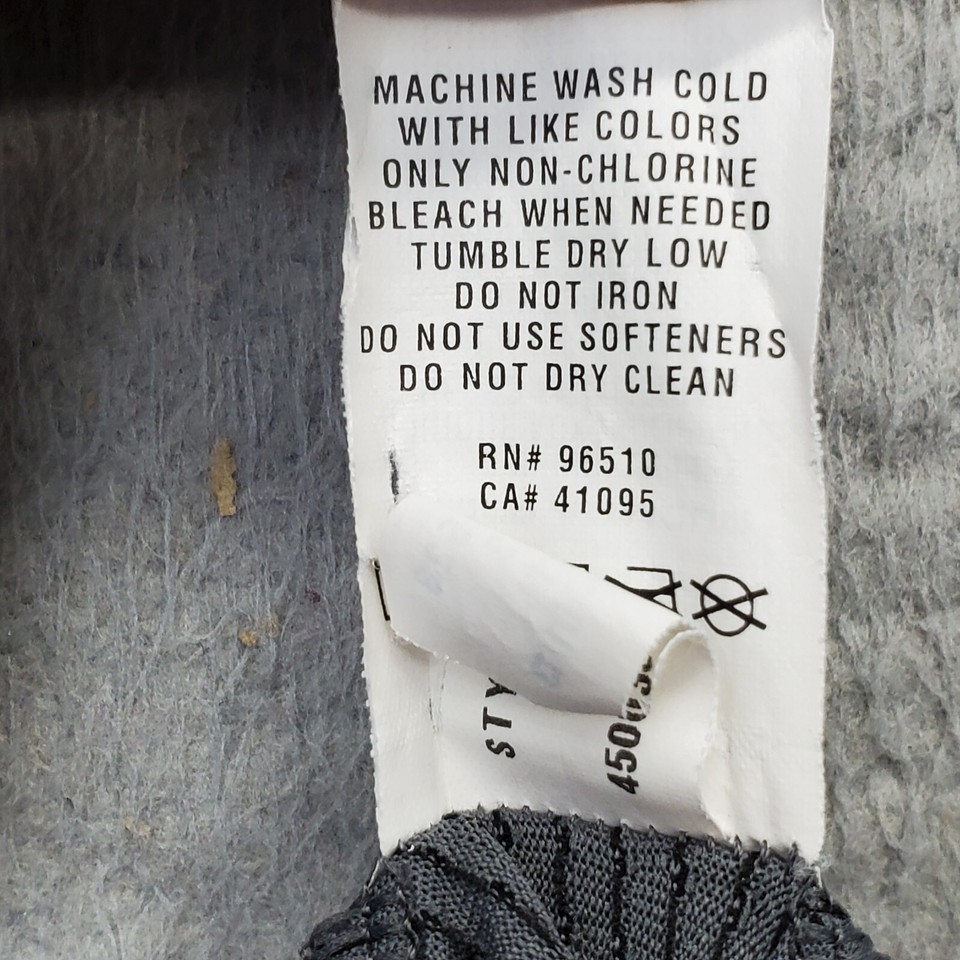 MACHINE WASH COLD
WITH LIKE COLORS
ONLY NON-CHLORINE
BLEACH WHEN NEEDED
TUMBLE DRY LOW
DO NOT IRON
DO NOT USE SOFTENERS
DO NOT DRY CLEAN
RN# 96510
CA# 41095